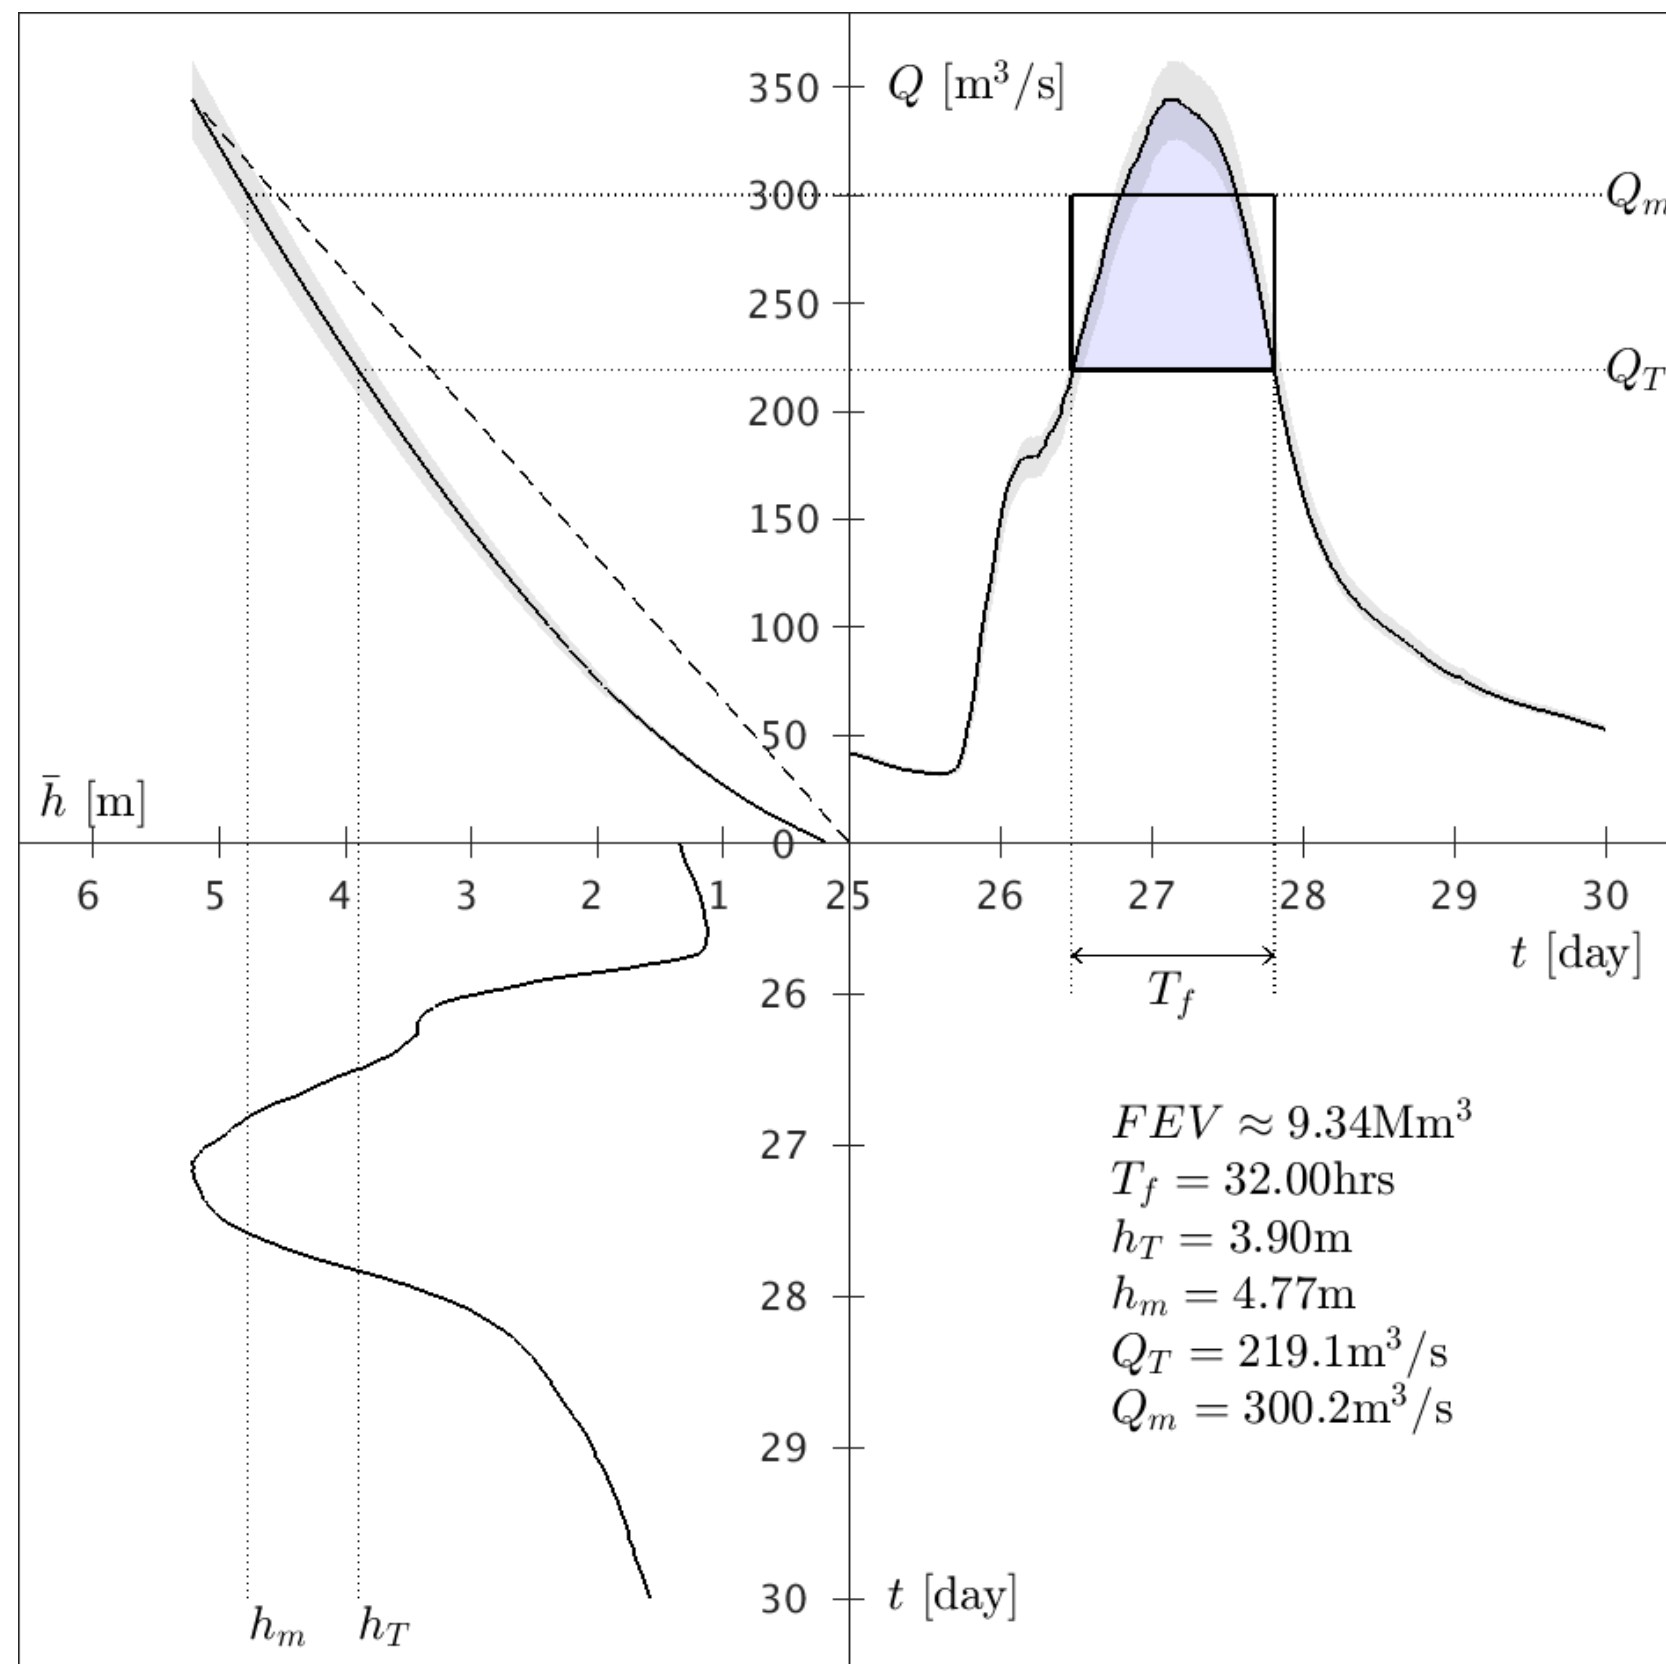 350
Q [m³/s]
300
Q_m
250
Q_T
200
150
100
50
h̄ [m]
0
6 5 4 3 2 1 25 26 27 28 29 30
t [day]
26
T_f
27
FEV ≈ 9.34Mm³
T_f = 32.00hrs
h_T = 3.90m
28
h_m = 4.77m
Q_T = 219.1m³/s
Q_m = 300.2m³/s
29
30
t [day]
h_m h_T